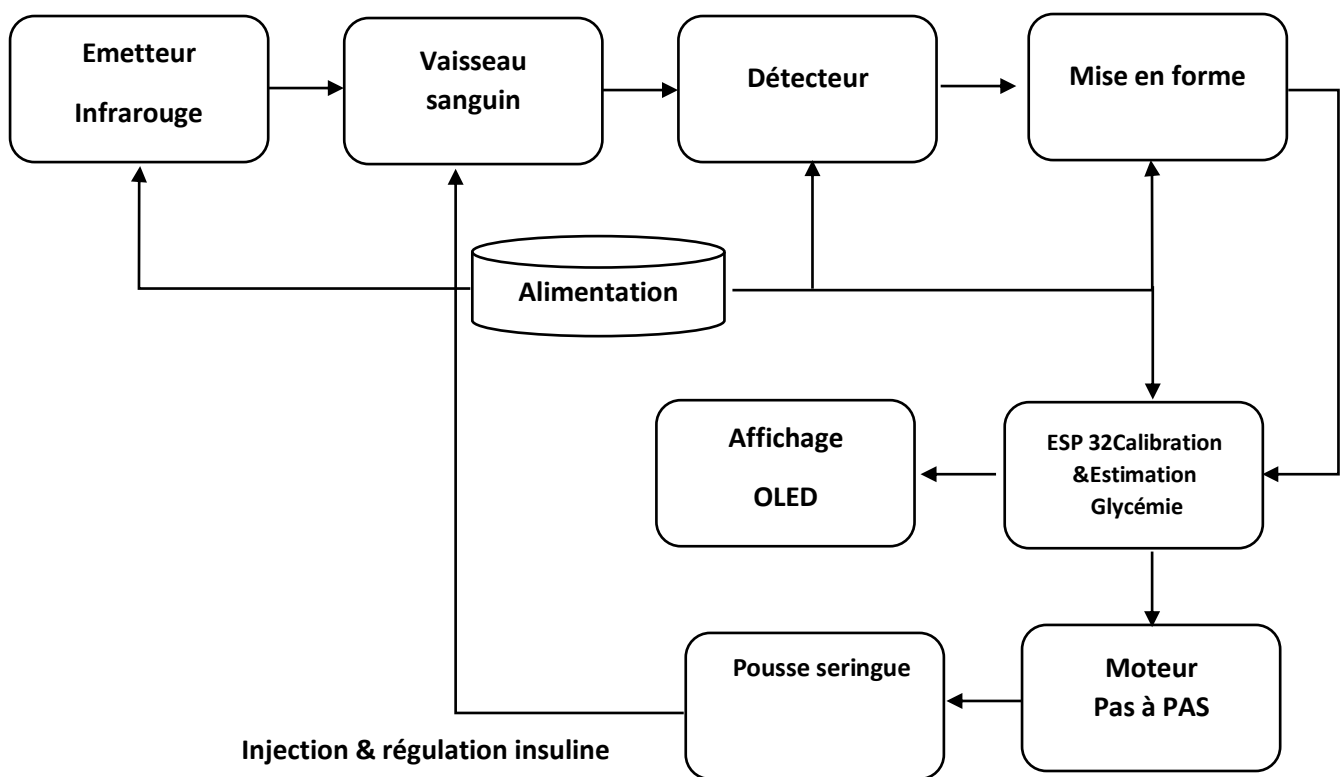 Emetteur
Infrarouge
Vaisseau
sanguin
Détecteur
Mise en forme
Alimentation
Affichage
OLED
ESP 32Calibration
&Estimation
Glycémie
Pousse seringue
Moteur
Pas à PAS
Injection & régulation insuline